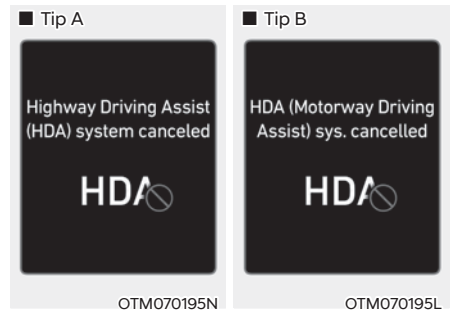 ■ Tip A
Highway Driving Assist
(HDA) system canceled
HDA
OTM070195N
■ Tip B
HDA (Motorway Driving
Assist) sys. cancelled
HDA
OTM070195L